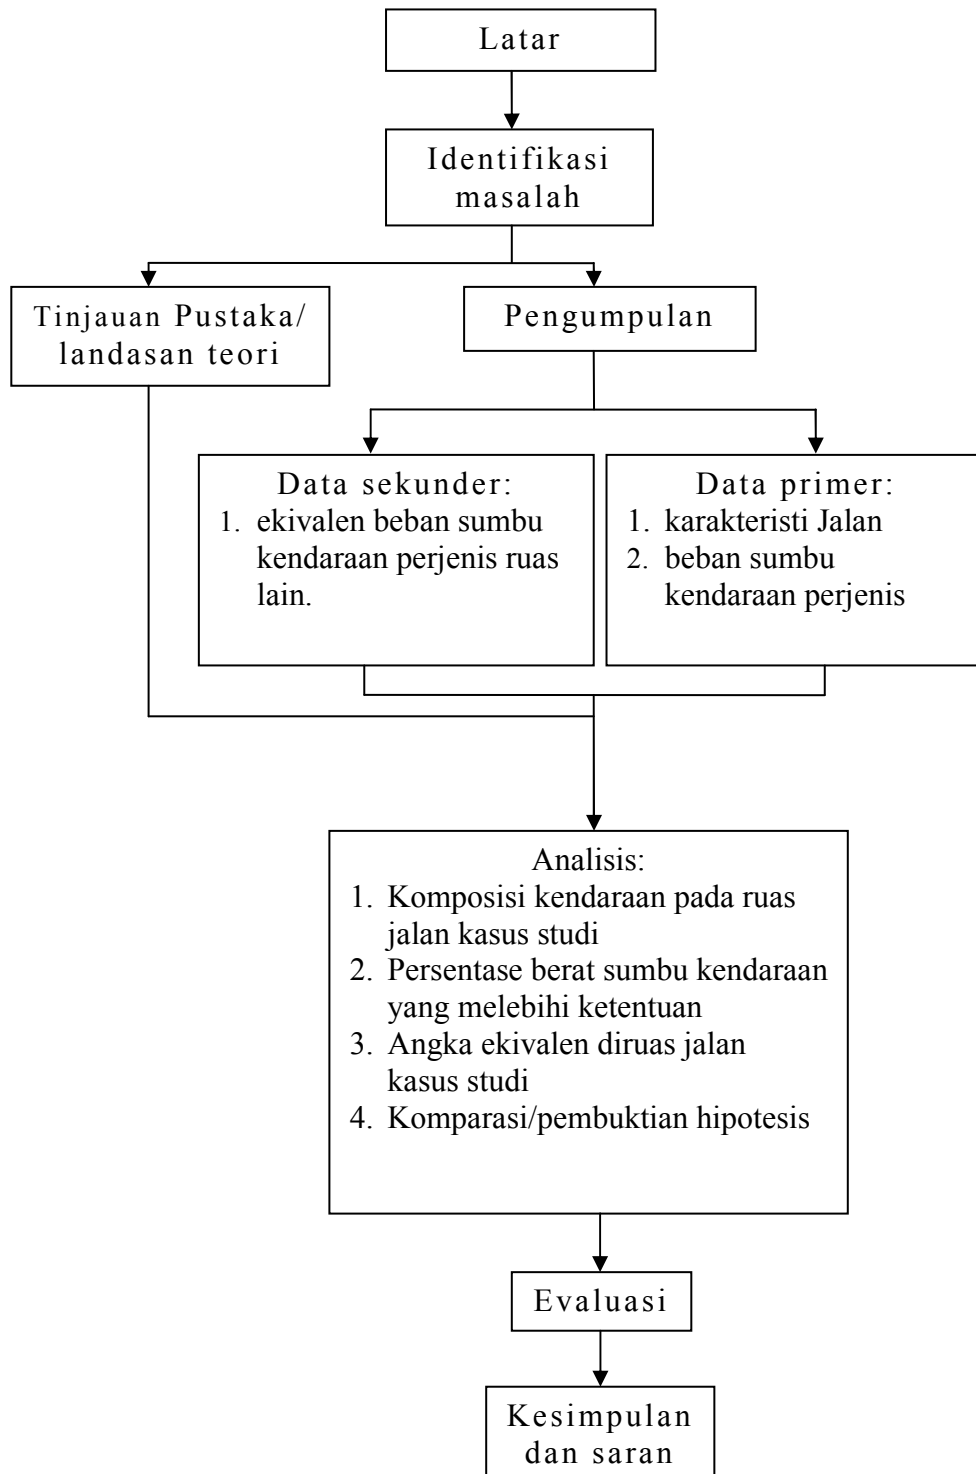 Latar
Identifikasi
masalah
Tinjauan Pustaka/
landasan teori
Pengumpulan
Data sekunder:
1. ekivalen beban sumbu
kendaraan perjenis ruas
lain.
Data primer:
1. karakteristi Jalan
2. beban sumbu
kendaraan perjenis
Analisis:
1. Komposisi kendaraan pada ruas
jalan kasus studi
2. Persentase berat sumbu kendaraan
yang melebihi ketentuan
3. Angka ekivalen diruas jalan
kasus studi
4. Komparasi/pembuktian hipotesis
Evaluasi
Kesimpulan
dan saran